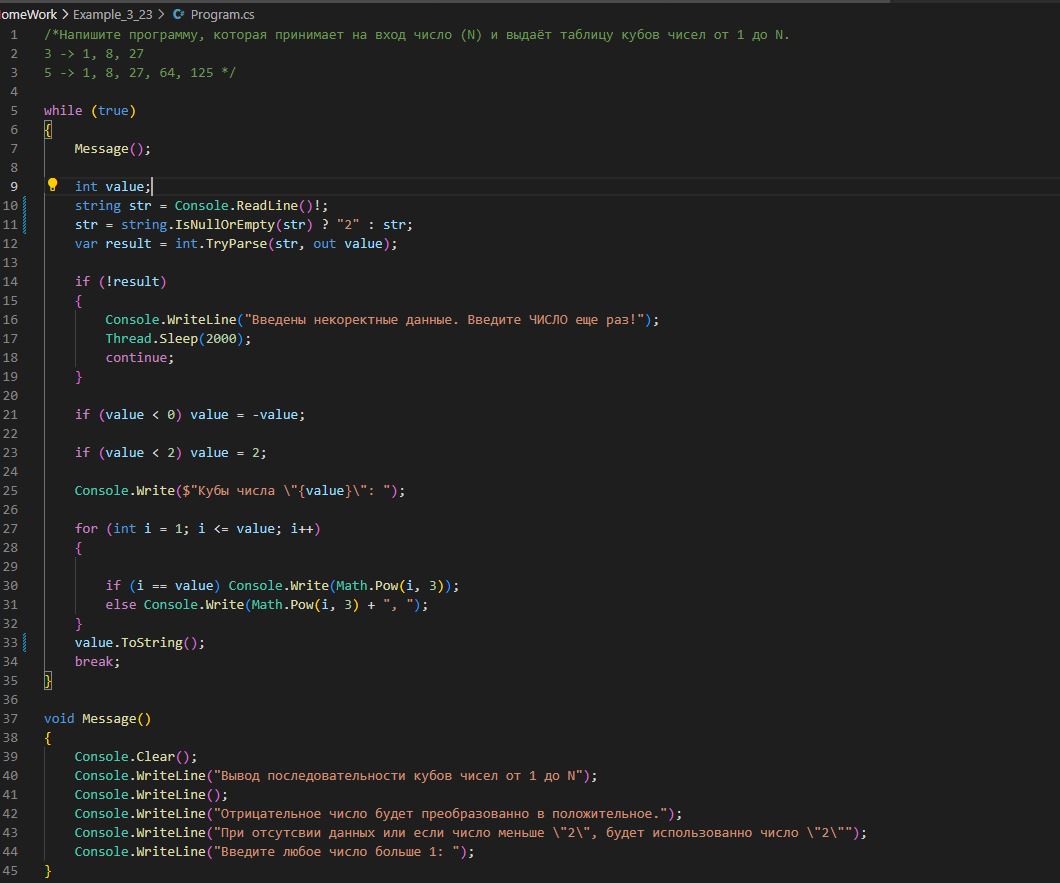 omeWork > Example_3_23 > C# Program.cs
1 /*Напишите программу, которая принимает на вход число (N) и выдаёт таблицу кубов чисел от 1 до N.
2 3 -> 1, 8, 27
3 5 -> 1, 8, 27, 64, 125 */
4
5 while (true)
6 {
7 Message();
8
9 int value;
10 string str = Console.ReadLine()!;
11 str = string.IsNullOrEmpty(str) ? "2" : str;
12 var result = int.TryParse(str, out value);
13
14 if (!result)
15 {
16 Console.WriteLine("Введены некоректные данные. Введите ЧИСЛО еще раз!");
17 Thread.Sleep(2000);
18 continue;
19 }
20
21 if (value < 0) value = -value;
22
23 if (value < 2) value = 2;
24
25 Console.Write($"Кубы числа \"{value}\": ");
26
27 for (int i = 1; i <= value; i++)
28 {
29
30 if (i == value) Console.Write(Math.Pow(i, 3));
31 else Console.Write(Math.Pow(i, 3) + ", ");
32 }
33 value.ToString();
34 break;
35 }
36
37 void Message()
38 {
39 Console.Clear();
40 Console.WriteLine("Вывод последовательности кубов чисел от 1 до N");
41 Console.WriteLine();
42 Console.WriteLine("Отрицательное число будет преобразованно в положительное.");
43 Console.WriteLine("При отсутсвии данных или если число меньше \"2\", будет использованно число \"2\"");
44 Console.WriteLine("Введите любое число больше 1: ");
45 }